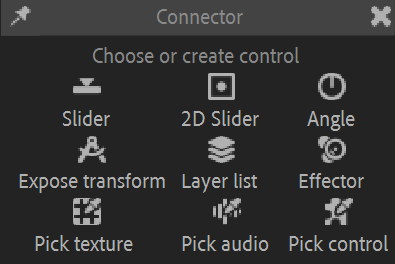 Connector
Choose or create control
Slider 2D Slider Angle
Expose transform Layer list Effector
Pick texture Pick audio Pick control